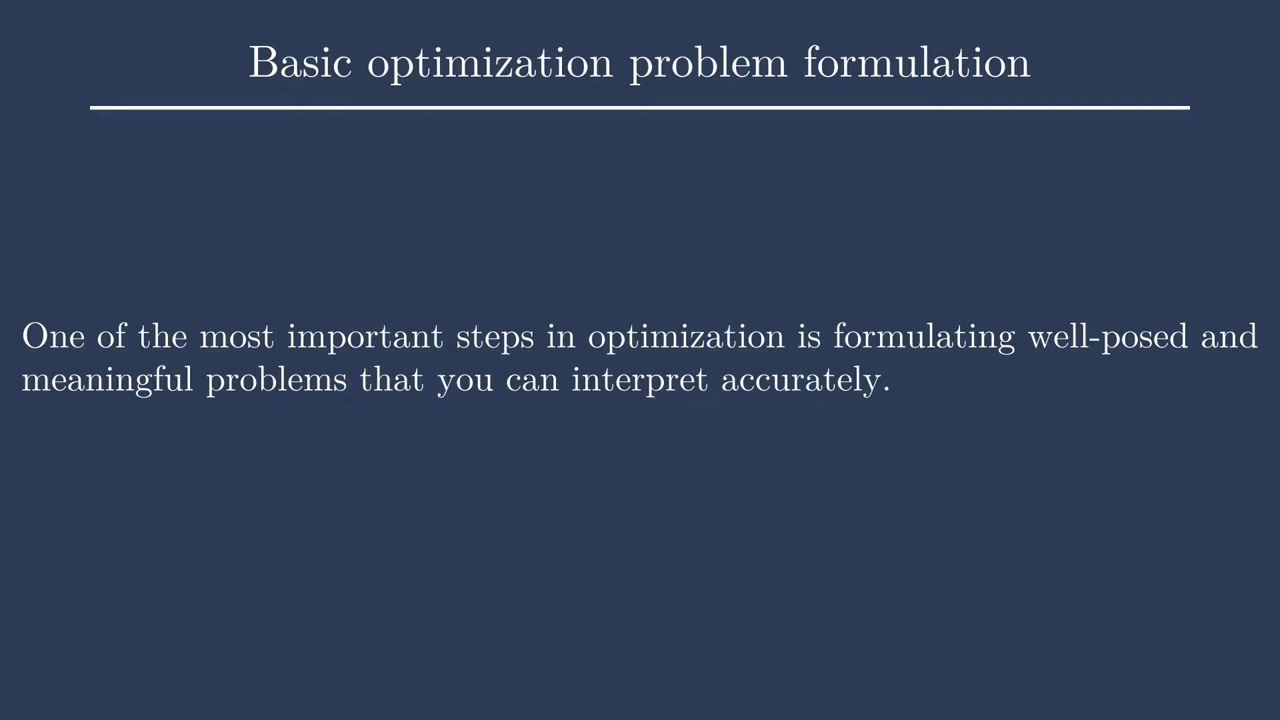 Basic optimization problem formulation
One of the most important steps in optimization is formulating well-posed and
meaningful problems that you can interpret accurately.